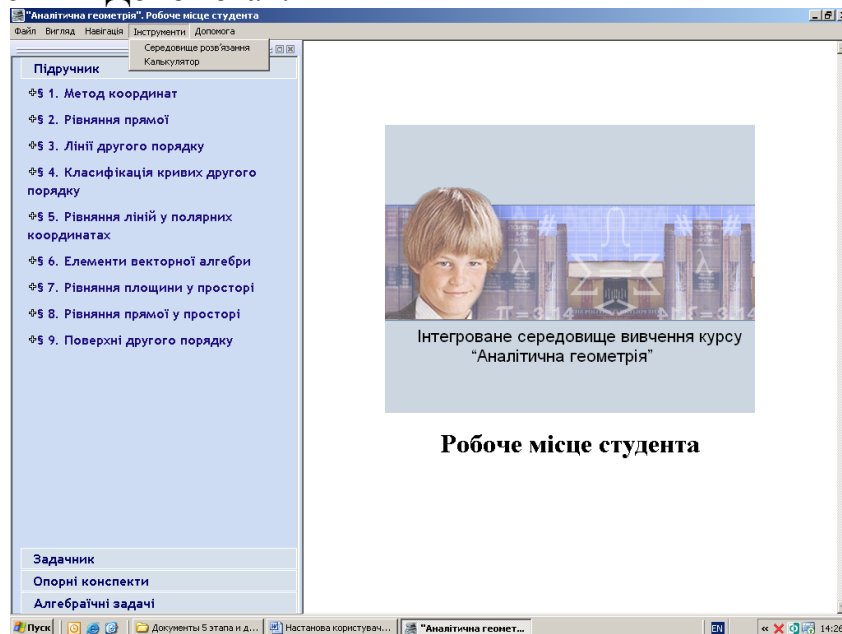 "Аналітична геометрія". Робоче місце студента
Файл Вигляд Навігація Інструменти Допомога
Середовище розв'язання
Калькулятор
Підручник
§ 1. Метод координат
§ 2. Рівняння прямої
§ 3. Лінії другого порядку
§ 4. Класифікація кривих другого
порядку
§ 5. Рівняння ліній у полярних
координатах
§ 6. Елементи векторної алгебри
§ 7. Рівняння площини у просторі
§ 8. Рівняння прямої у просторі
§ 9. Поверхні другого порядку
Інтегроване середовище вивчення курсу
"Аналітична геометрія"
Робоче місце студента
Задачник
Опорні конспекти
Алгебраїчні задачі
Пуск Документы 5 этапа и д... Настанова користувач... "Аналітична геомет... EN « 14:26